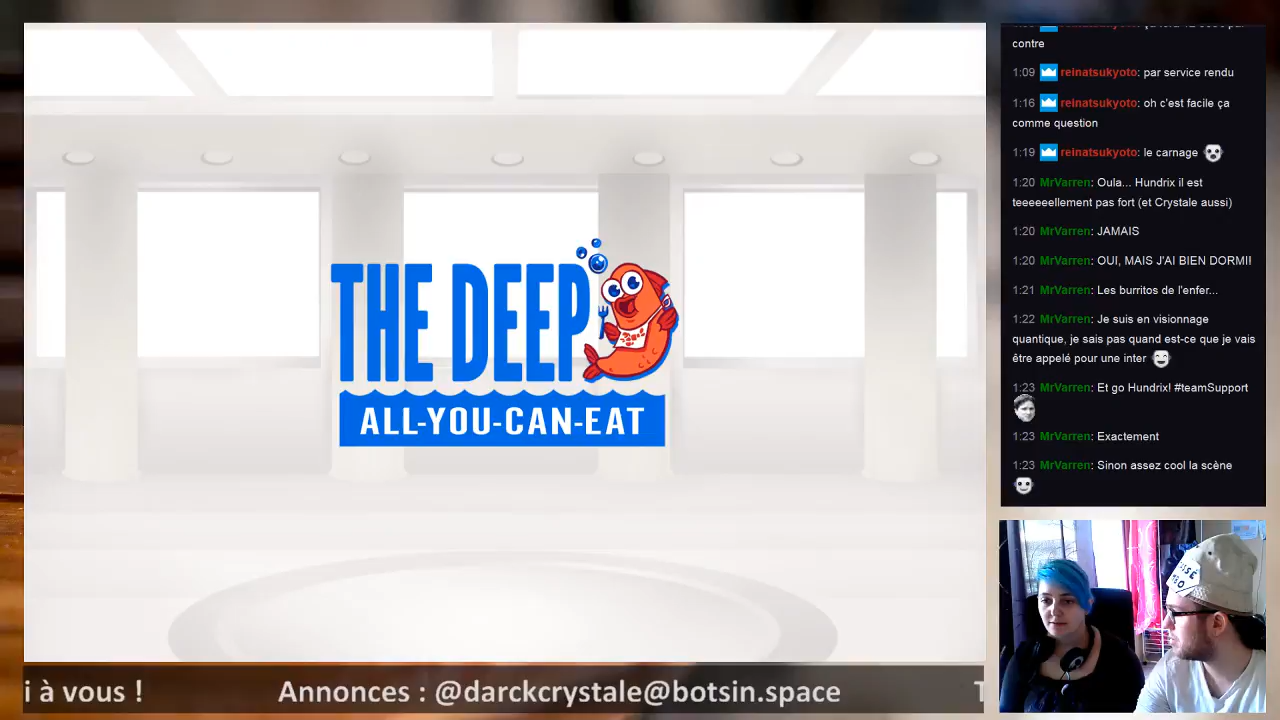 THE DEEP
ALL-YOU-CAN-EAT
contre
1:09 reinatsukyoto: par service rendu
1:16 reinatsukyoto: oh c'est facile ça
comme question
1:19 reinatsukyoto: le carnage
1:20 MrVarren: Oula... Hundrix il est
teeeeeellement pas fort (et Crystale aussi)
1:20 MrVarren: JAMAIS
1:20 MrVarren: OUI, MAIS J'AI BIEN DORMI!
1:21 MrVarren: Les burritos de l'enfer...
1:22 MrVarren: Je suis en visionnage
quantique, je sais pas quand est-ce que je vais
être appelé pour une inter
1:23 MrVarren: Et go Hundrix! #teamSupport
1:23 MrVarren: Exactement
1:23 MrVarren: Sinon assez cool la scène
i à vous ! Annonces : @darckcrystale@botsin.space T